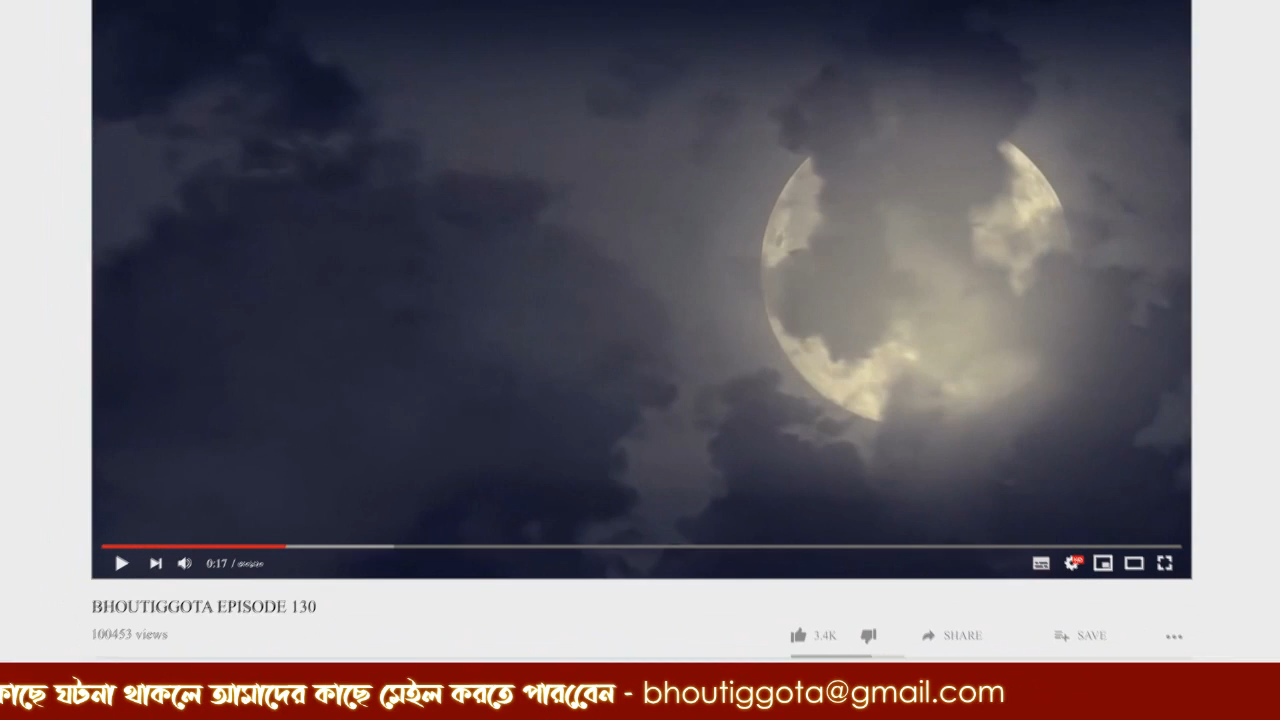 0:17 /
BHOUTIGGOTA EPISODE 130
100453 views
3.4K
SHARE
SAVE
কাছে ঘটনা থাকলে আমাদের কাছে মেইল করতে পারবেন - bhoutiggota@gmail.com